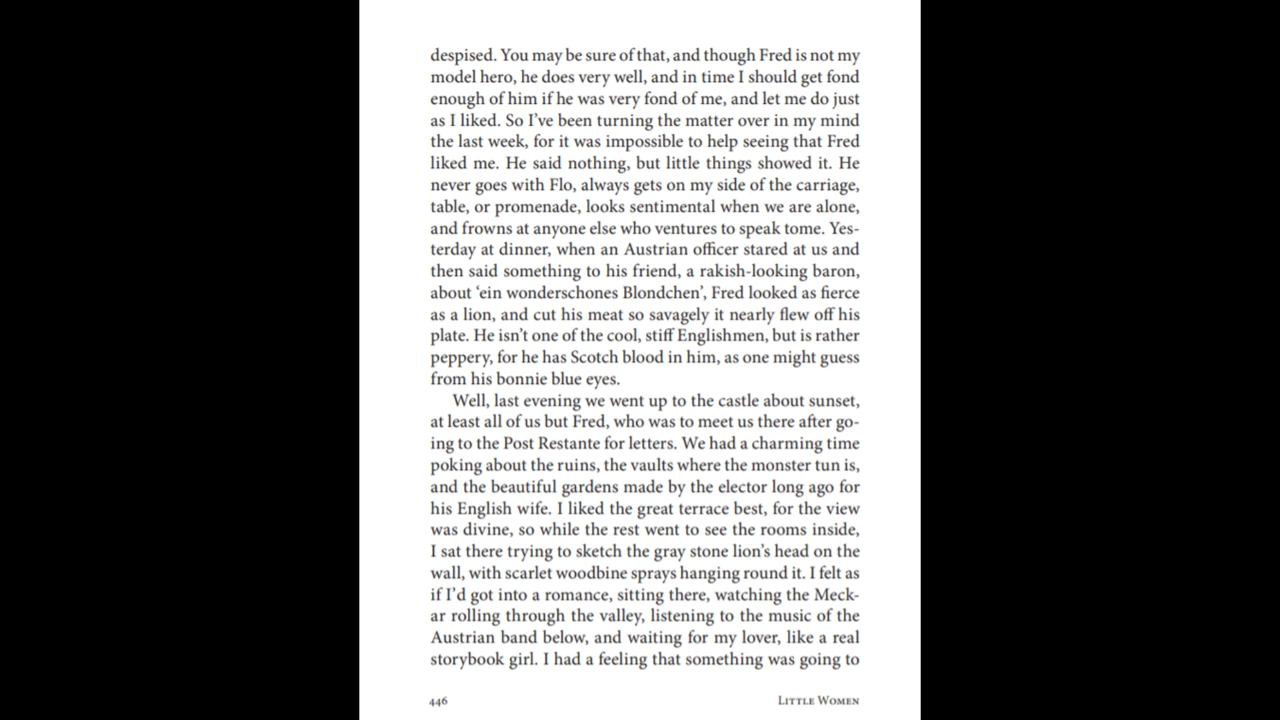 despised. You may be sure of that, and though Fred is not my
model hero, he does very well, and in time I should get fond
enough of him if he was very fond of me, and let me do just
as I liked. So I’ve been turning the matter over in my mind
the last week, for it was impossible to help seeing that Fred
liked me. He said nothing, but little things showed it. He
never goes with Flo, always gets on my side of the carriage,
table, or promenade, looks sentimental when we are alone,
and frowns at anyone else who ventures to speak tome. Yes-
terday at dinner, when an Austrian officer stared at us and
then said something to his friend, a rakish-looking baron,
about ‘ein wonderschones Blondchen’, Fred looked as fierce
as a lion, and cut his meat so savagely it nearly flew off his
plate. He isn’t one of the cool, stiff Englishmen, but is rather
peppery, for he has Scotch blood in him, as one might guess
from his bonnie blue eyes.
Well, last evening we went up to the castle about sunset,
at least all of us but Fred, who was to meet us there after go-
ing to the Post Restante for letters. We had a charming time
poking about the ruins, the vaults where the monster tun is,
and the beautiful gardens made by the elector long ago for
his English wife. I liked the great terrace best, for the view
was divine, so while the rest went to see the rooms inside,
I sat there trying to sketch the gray stone lion’s head on the
wall, with scarlet woodbine sprays hanging round it. I felt as
if I’d got into a romance, sitting there, watching the Meck-
ar rolling through the valley, listening to the music of the
Austrian band below, and waiting for my lover, like a real
storybook girl. I had a feeling that something was going to
446 Little Women